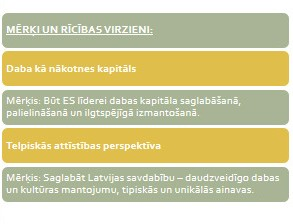 MĒRĶI UN RĪCĪBAS VIRZIENI:
Daba kā nākotnes kapitāls
Mērķis: Būt ES līderei dabas kapitāla saglabāšanā,
palielināšanā un ilgtspējīgā izmantošanā.
Telpiskās attīstības perspektīva
Mērķis: Saglabāt Latvijas savdabību – daudzveidīgo dabas
un kultūras mantojumu, tipiskās un unikālās ainavas.